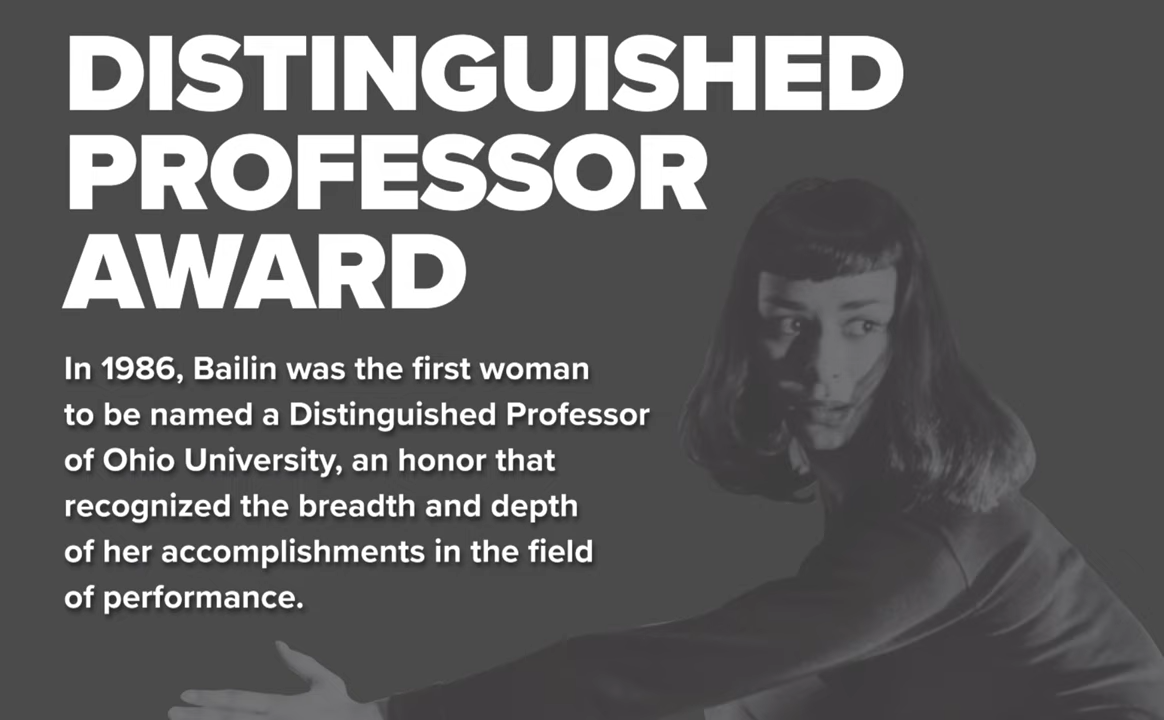 DISTINGUISHED
PROFESSOR
AWARD
In 1986, Bailin was the first woman
to be named a Distinguished Professor
of Ohio University, an honor that
recognized the breadth and depth
of her accomplishments in the field
of performance.